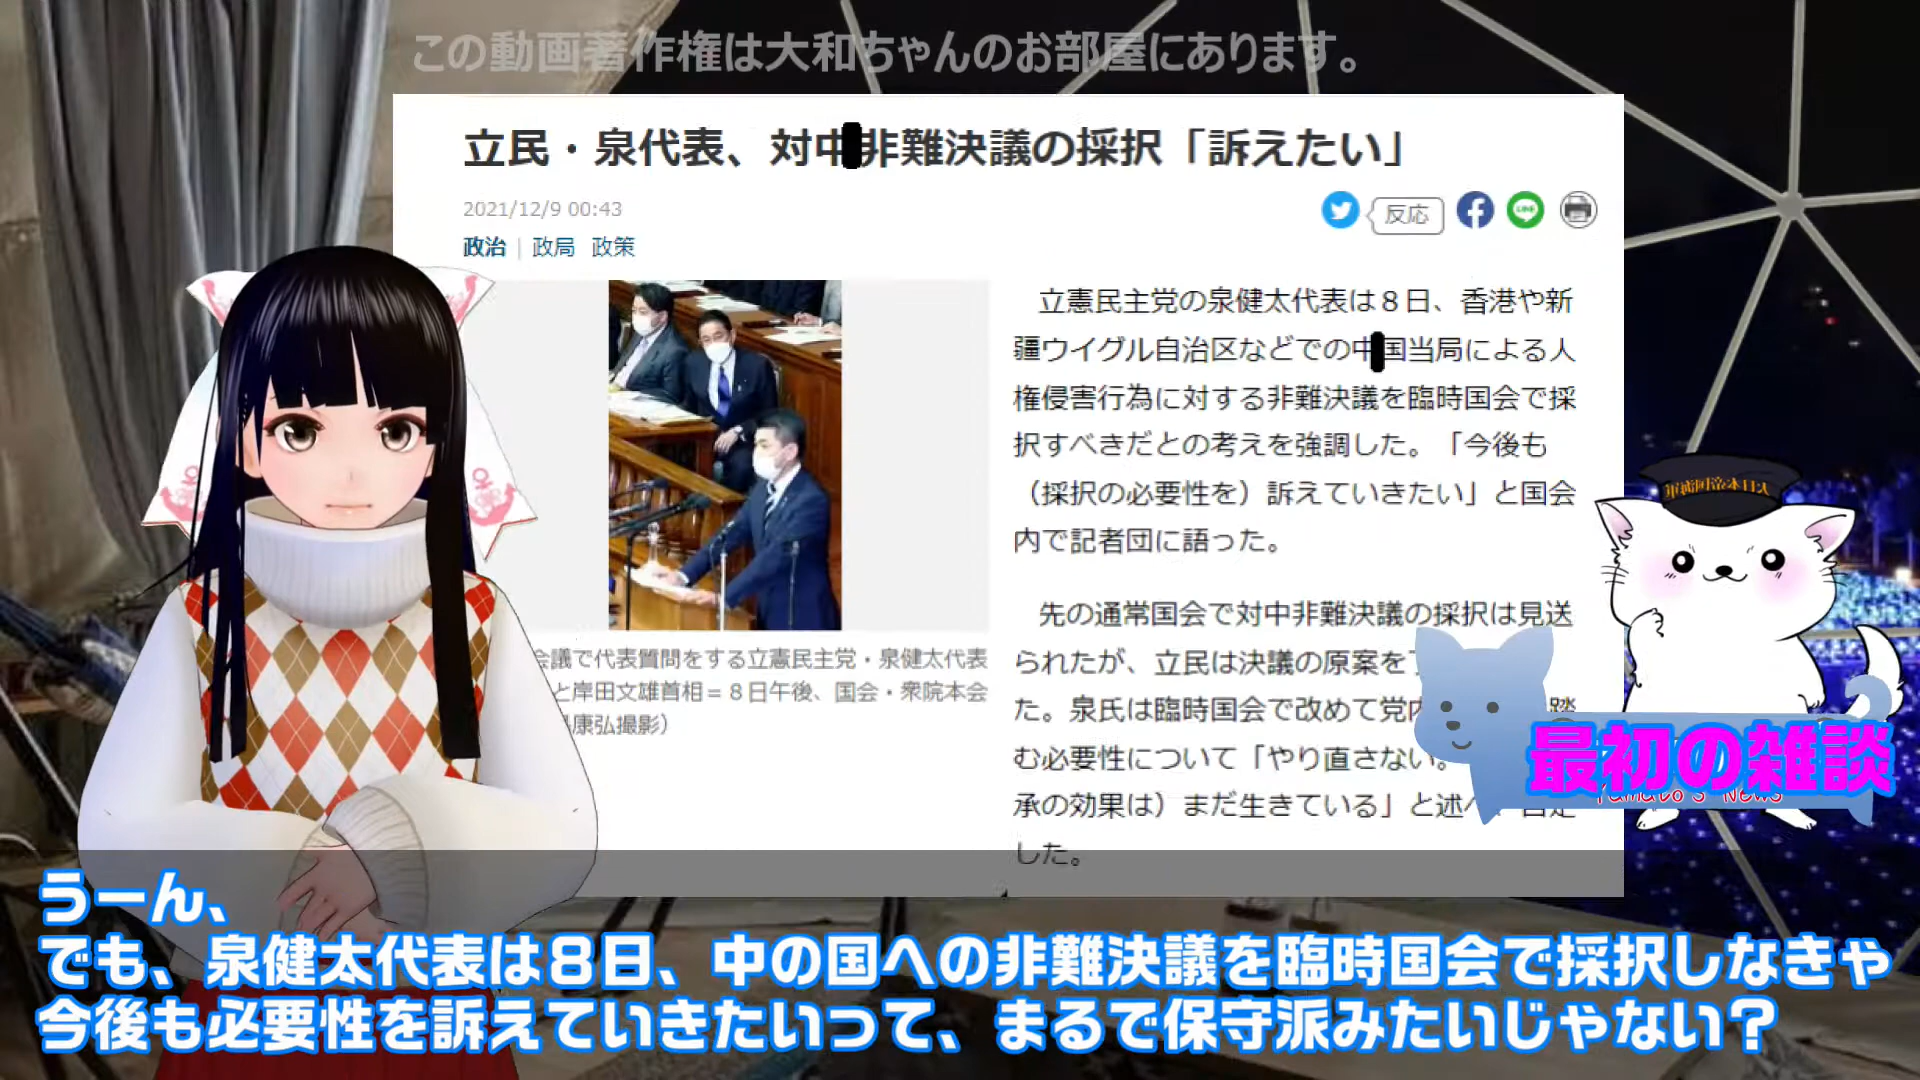 この動画著作権は大和ちゃんのお部屋にあります。
立民・泉代表、対中非難決議の採択「訴えたい」
2021/12/9 00:43
反応
政治 | 政局 政策
立憲民主党の泉健太代表は８日、香港や新
疆ウイグル自治区などでの中国当局による人
権侵害行為に対する非難決議を臨時国会で採
択すべきだとの考えを強調した。「今後も
（採択の必要性を）訴えていきたい」と国会
内で記者団に語った。
先の通常国会で対中非難決議の採択は見送
られたが、立民は決議の原案を
た。泉氏は臨時国会で改めて党内 踏
む必要性について「やり直さない。
承の効果は）まだ生きている」と述
した。
会議で代表質問をする立憲民主党・泉健太代表
と岸田文雄首相＝８日午後、国会・衆院本会
康弘撮影）
軍海国帝本日大
最初の雑談
Yamato's News
うーん、
でも、泉健太代表は８日、中の国への非難決議を臨時国会で採択しなきゃ
今後も必要性を訴えていきたいって、まるで保守派みたいじゃない？